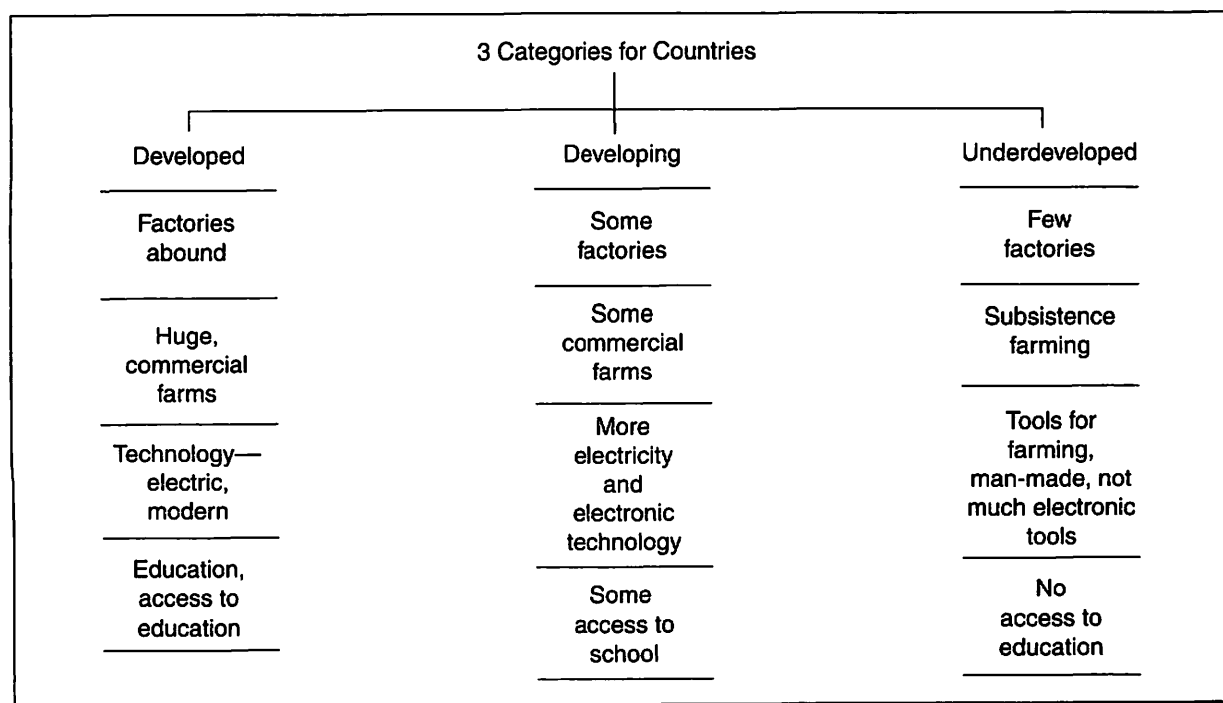 3 Categories for Countries
Developed
Factories
abound
Huge,
commercial
farms
Technology—
electric,
modern
Education,
access to
education
Developing
Some
factories
Some
commercial
farms
More
electricity
and
electronic
technology
Some
access to
school
Underdeveloped
Few
factories
Subsistence
farming
Tools for
farming,
man-made, not
much electronic
tools
No
access to
education